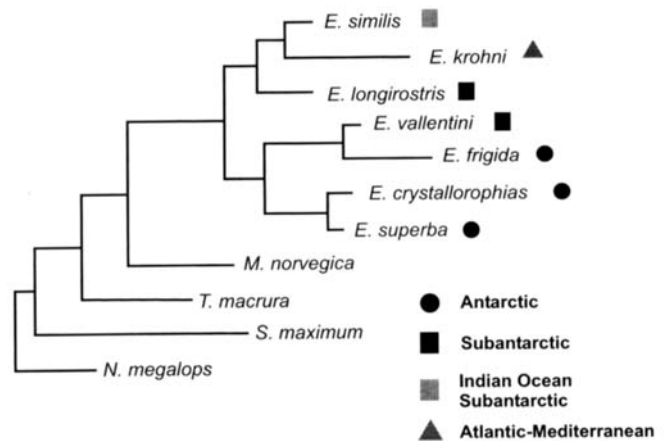 E. similis
E. krohni
E. longirostris
E. vallentini
E. frigida
E. crystallorophias
E. superba
M. norvegica
T. macrura
S. maximum
N. megalops
Antarctic
Subantarctic
Indian Ocean
Subantarctic
Atlantic-Mediterranean